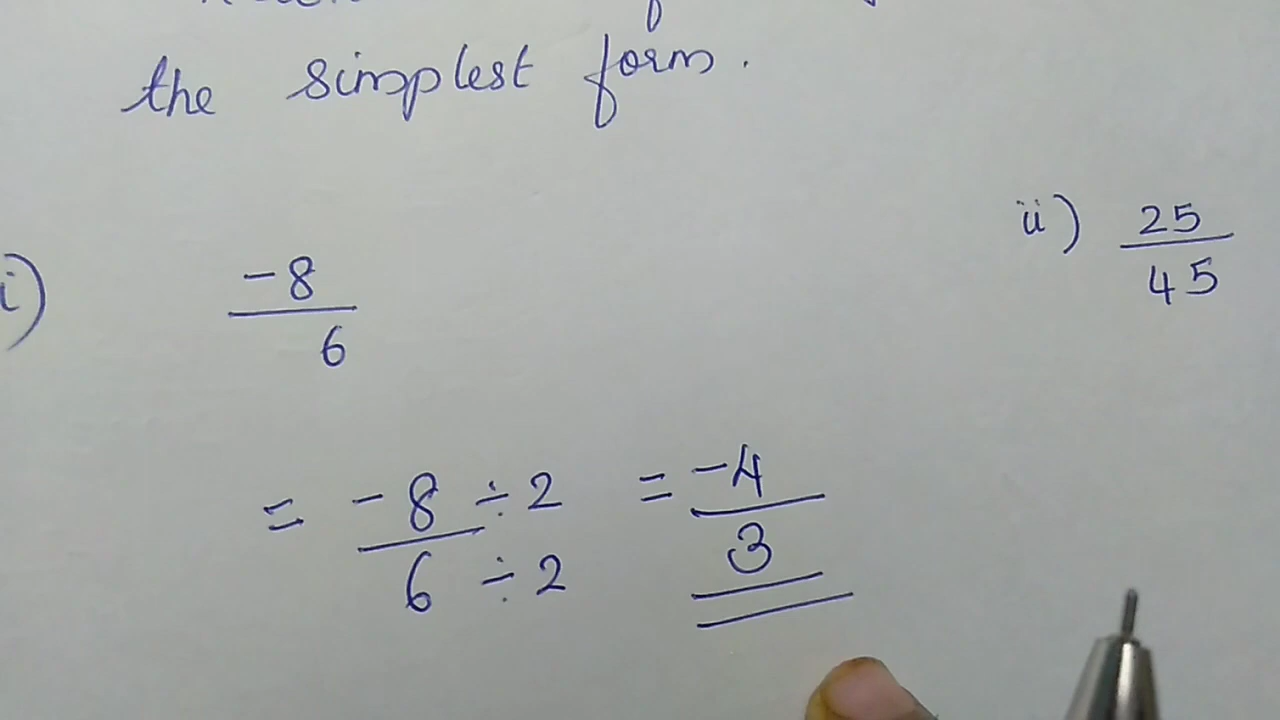 the simplest form.
ii) 25/45
i) -8/6
= -8 ÷ 2 / 6 ÷ 2 = -4/3